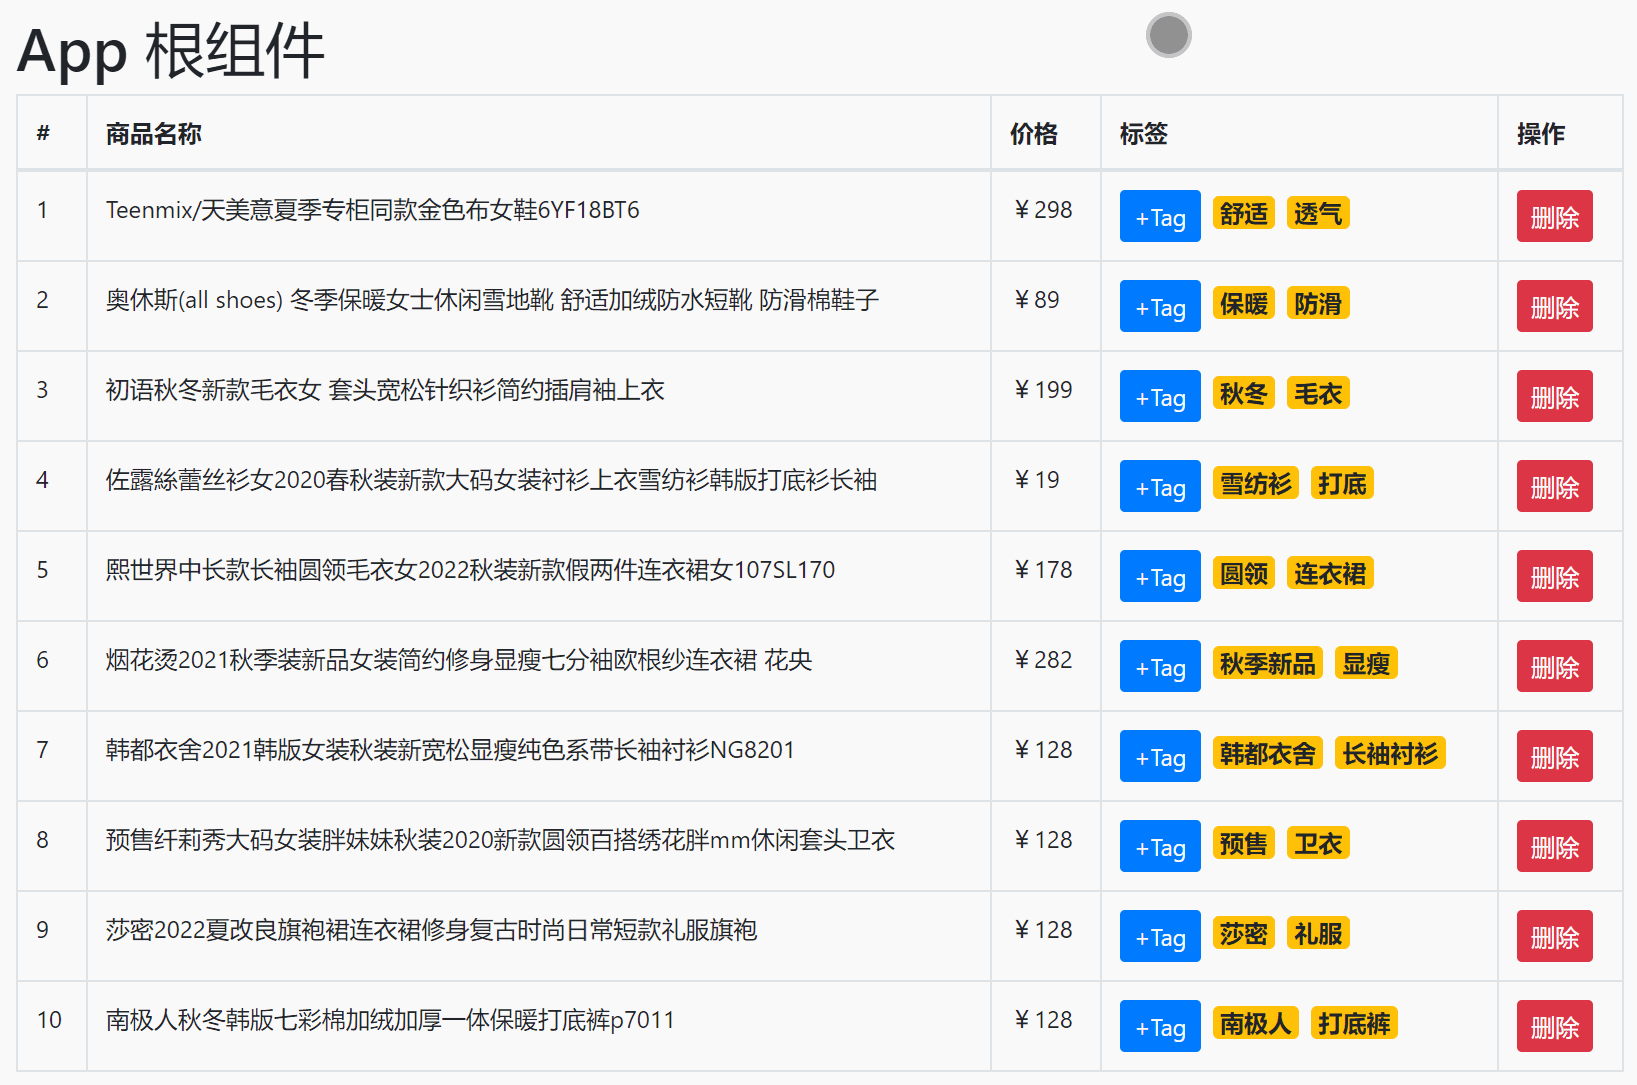 App 根组件
# 商品名称 价格 标签 操作
1 Teenmix/天美意夏季专柜同款金色布女鞋6YF18BT6 ¥298 +Tag 舒适 透气 删除
2 奥休斯(all shoes) 冬季保暖女士休闲雪地靴 舒适加绒防水短靴 防滑棉鞋子 ¥89 +Tag 保暖 防滑 删除
3 初语秋冬新款毛衣女 套头宽松针织衫简约插肩袖上衣 ¥199 +Tag 秋冬 毛衣 删除
4 佐露絲蕾丝衫女2020春秋装新款大码女装衬衫上衣雪纺衫韩版打底衫长袖 ¥19 +Tag 雪纺衫 打底 删除
5 熙世界中长款长袖圆领毛衣女2022秋装新款假两件连衣裙女107SL170 ¥178 +Tag 圆领 连衣裙 删除
6 烟花烫2021秋季装新品女装简约修身显瘦七分袖欧根纱连衣裙 花央 ¥282 +Tag 秋季新品 显瘦 删除
7 韩都衣舍2021韩版女装秋装新宽松显瘦纯色系带长袖衬衫NG8201 ¥128 +Tag 韩都衣舍 长袖衬衫 删除
8 预售纤莉秀大码女装胖妹妹秋装2020新款圆领百搭绣花胖mm休闲套头卫衣 ¥128 +Tag 预售 卫衣 删除
9 莎密2022夏改良旗袍裙连衣裙修身复古时尚日常短款礼服旗袍 ¥128 +Tag 莎密 礼服 删除
10 南极人秋冬韩版七彩棉加绒加厚一体保暖打底裤p7011 ¥128 +Tag 南极人 打底裤 删除